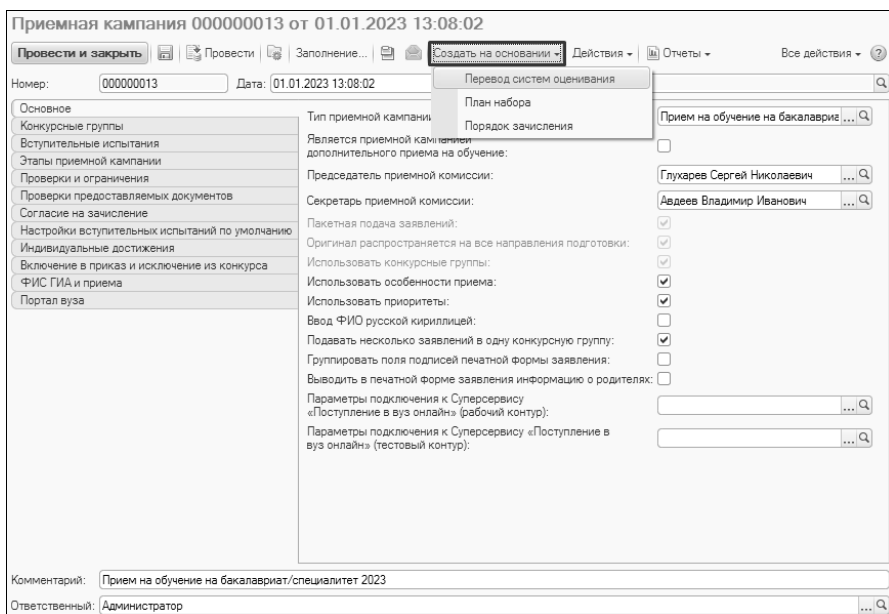 Приемная кампания 000000013 от 01.01.2023 13:08:02
Провести и закрыть Провести Заполнение... Создать на основании Действия Отчеты Все действия ?
Номер: 000000013 Дата: 01.01.2023 13:08:02
Перевод систем оценивания
План набора
Порядок зачисления
Основное
Конкурсные группы
Вступительные испытания
Этапы приемной кампании
Проверки и ограничения
Проверки предоставляемых документов
Согласие на зачисление
Настройки вступительных испытаний по умолчанию
Индивидуальные достижения
Включение в приказ и исключение из конкурса
ФИС ГИА и приема
Портал вуза
Тип приемной кампании Прием на обучение на бакалавриа ...
Является приемной кампанией
дополнительного приема на обучение:
Председатель приемной комиссии: Глухарев Сергей Николаевич ...
Секретарь приемной комиссии: Авдеев Владимир Иванович ...
Пакетная подача заявлений:
Оригинал распространяется на все направления подготовки:
Использовать конкурсные группы:
Использовать особенности приема:
Использовать приоритеты:
Ввод ФИО русской кириллицей:
Подавать несколько заявлений в одну конкурсную группу:
Группировать поля подписей печатной формы заявления:
Выводить в печатной форме заявления информацию о родителях:
Параметры подключения к Суперсервису
«Поступление в вуз онлайн» (рабочий контур): ...
Параметры подключения к Суперсервису «Поступление в
вуз онлайн» (тестовый контур): ...
Комментарий: Прием на обучение на бакалавриат/специалитет 2023
Ответственный: Администратор ...